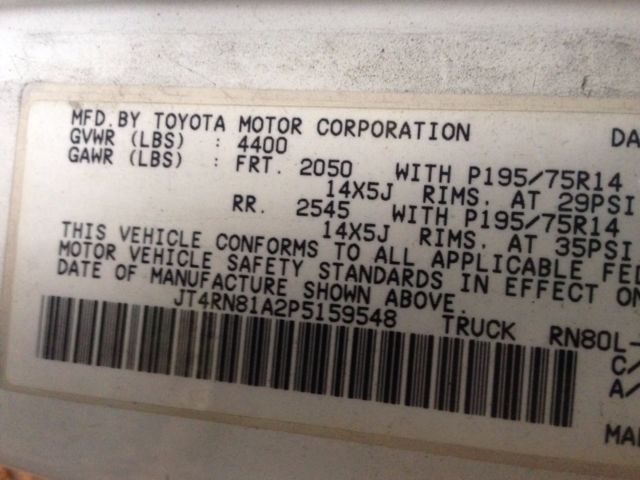 MFD.BY TOYOTA MOTOR CORPORATION DA
GVWR (LBS) : 4400
GAWR (LBS) : FRT. 2050 WITH P195/75R14
14X5J RIMS. AT 29PSI
RR. 2545 WITH P195/75R14
14X5J RIMS. AT 35PSI
THIS VEHICLE CONFORMS TO ALL APPLICABLE FED
MOTOR VEHICLE SAFETY STANDARDS IN EFFECT ON
DATE OF MANUFACTURE SHOWN ABOVE.
JT4RN81A2P5159548 TRUCK RN80L-
C/
A/
MA